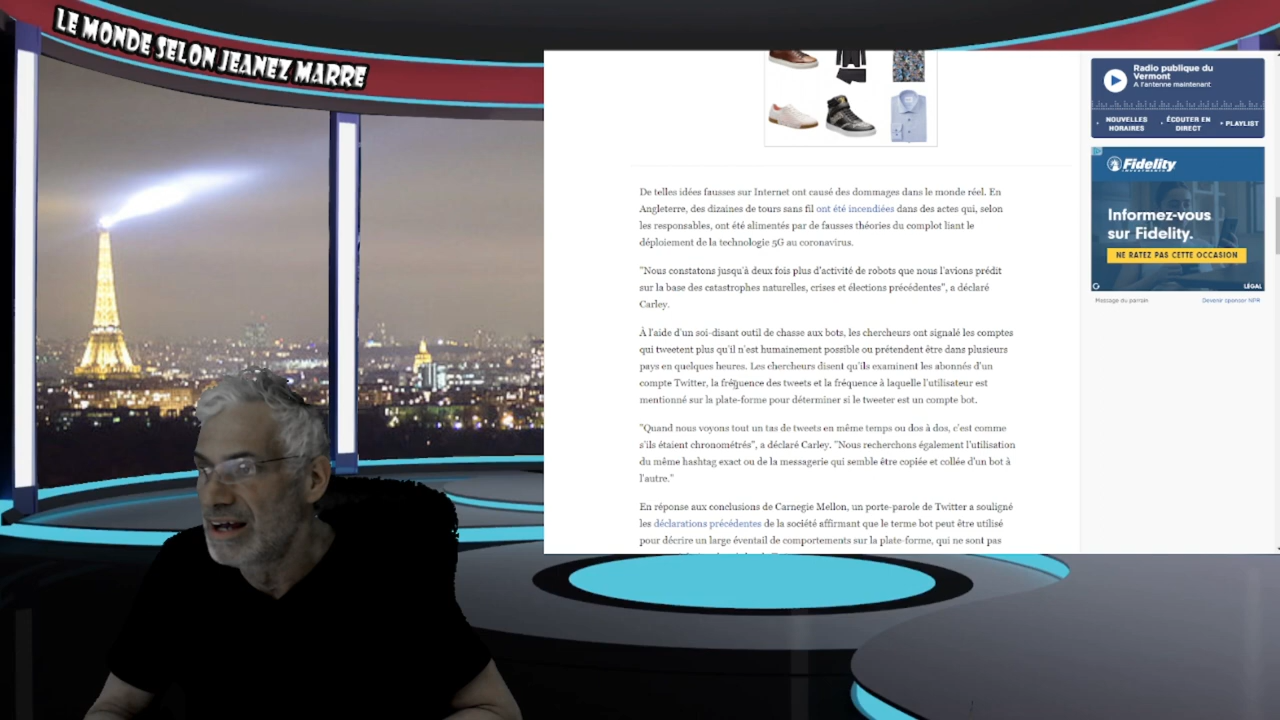 LE MONDE SELON JEANEZ MARRE
De telles idées fausses sur Internet ont causé des dommages dans le monde réel. En
Angleterre, des dizaines de tours sans fil ont été incendiées dans des actes qui, selon
les responsables, ont été alimentés par de fausses théories du complot liant le
déploiement de la technologie 5G au coronavirus.
"Nous constatons jusqu'à deux fois plus d'activité de robots que nous l'avions prédit
sur la base des catastrophes naturelles, crises et élections précédentes", a déclaré
Carley.
À l'aide d'un soi-disant outil de chasse aux bots, les chercheurs ont signalé les comptes
qui tweetent plus qu'il n'est humainement possible ou prétendent être dans plusieurs
pays en quelques heures. Les chercheurs disent qu'ils examinent les abonnés d'un
compte Twitter, la fréquence des tweets et la fréquence à laquelle l'utilisateur est
mentionné sur la plate-forme pour déterminer si le tweeter est un compte bot.
"Quand nous voyons tout un tas de tweets en même temps ou dos à dos, c'est comme
s'ils étaient chronométrés", a déclaré Carley. "Nous recherchons également l'utilisation
du même hashtag exact ou de la messagerie qui semble être copiée et collée d'un bot à
l'autre."
En réponse aux conclusions de Carnegie Mellon, un porte-parole de Twitter a souligné
les déclarations précédentes de la société affirmant que le terme bot peut être utilisé
pour décrire un large éventail de comportements sur la plate-forme, qui ne sont pas
Radio publique du
Vermont
A l'antenne maintenant
• NOUVELLES HORAIRES • ÉCOUTER EN DIRECT • PLAYLIST
Fidelity
INVESTMENTS
Informez-vous
sur Fidelity.
NE RATEZ PAS CETTE OCCASION
LÉGAL
Message du parrain
Devenir sponsor NPR